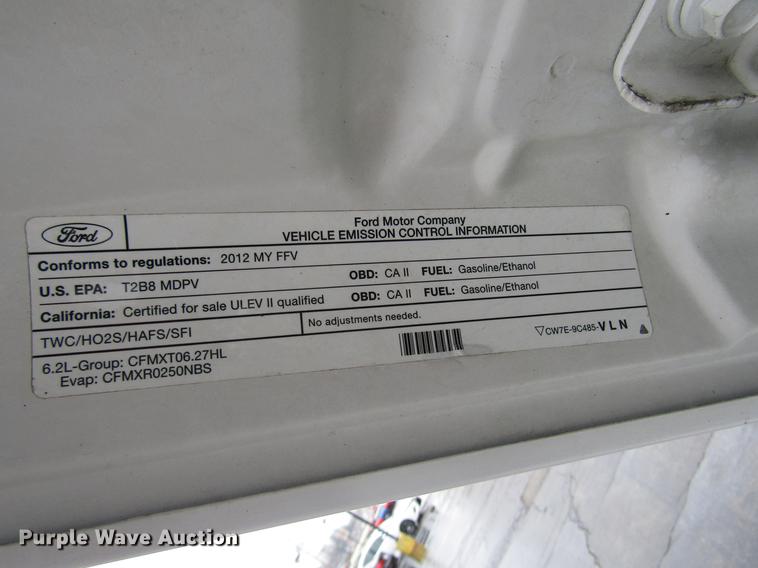 Ford
Ford Motor Company
VEHICLE EMISSION CONTROL INFORMATION
Conforms to regulations: 2012 MY FFV
U.S. EPA: T2B8 MDPV OBD: CA II FUEL: Gasoline/Ethanol
California: Certified for sale ULEV II qualified OBD: CA II FUEL: Gasoline/Ethanol
TWC/HO2S/HAFS/SFI
No adjustments needed.
6.2L-Group: CFMXT06.27HL
Evap: CFMXR0250NBS
CW7E-9C485-VLN
Purple Wave Auction